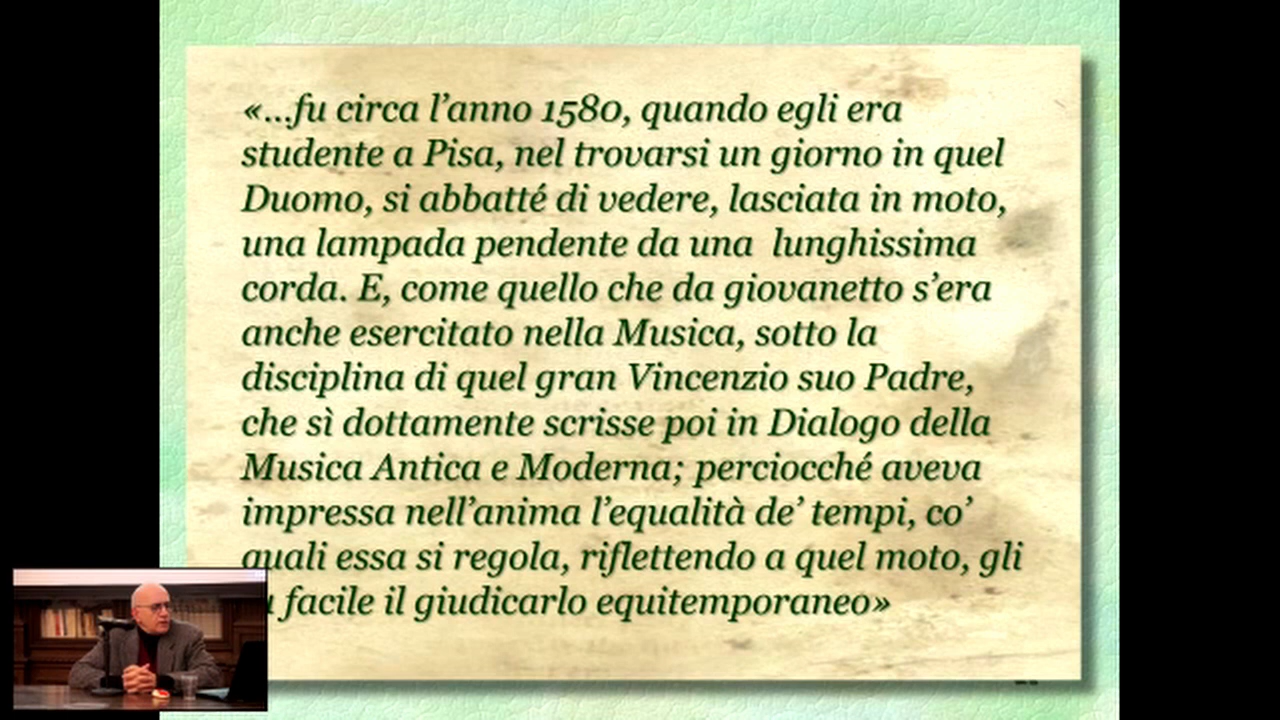 «...fu circa l'anno 1580, quando egli era
studente a Pisa, nel trovarsi un giorno in quel
Duomo, si abbatté di vedere, lasciata in moto,
una lampada pendente da una lunghissima
corda. E, come quello che da giovanetto s'era
anche esercitato nella Musica, sotto la
disciplina di quel gran Vincenzio suo Padre,
che sì dottamente scrisse poi in Dialogo della
Musica Antica e Moderna; perciocché aveva
impressa nell'anima l'equalità de' tempi, co'
quali essa si regola, riflettendo a quel moto, gli
facile il giudicarlo equitemporaneo»